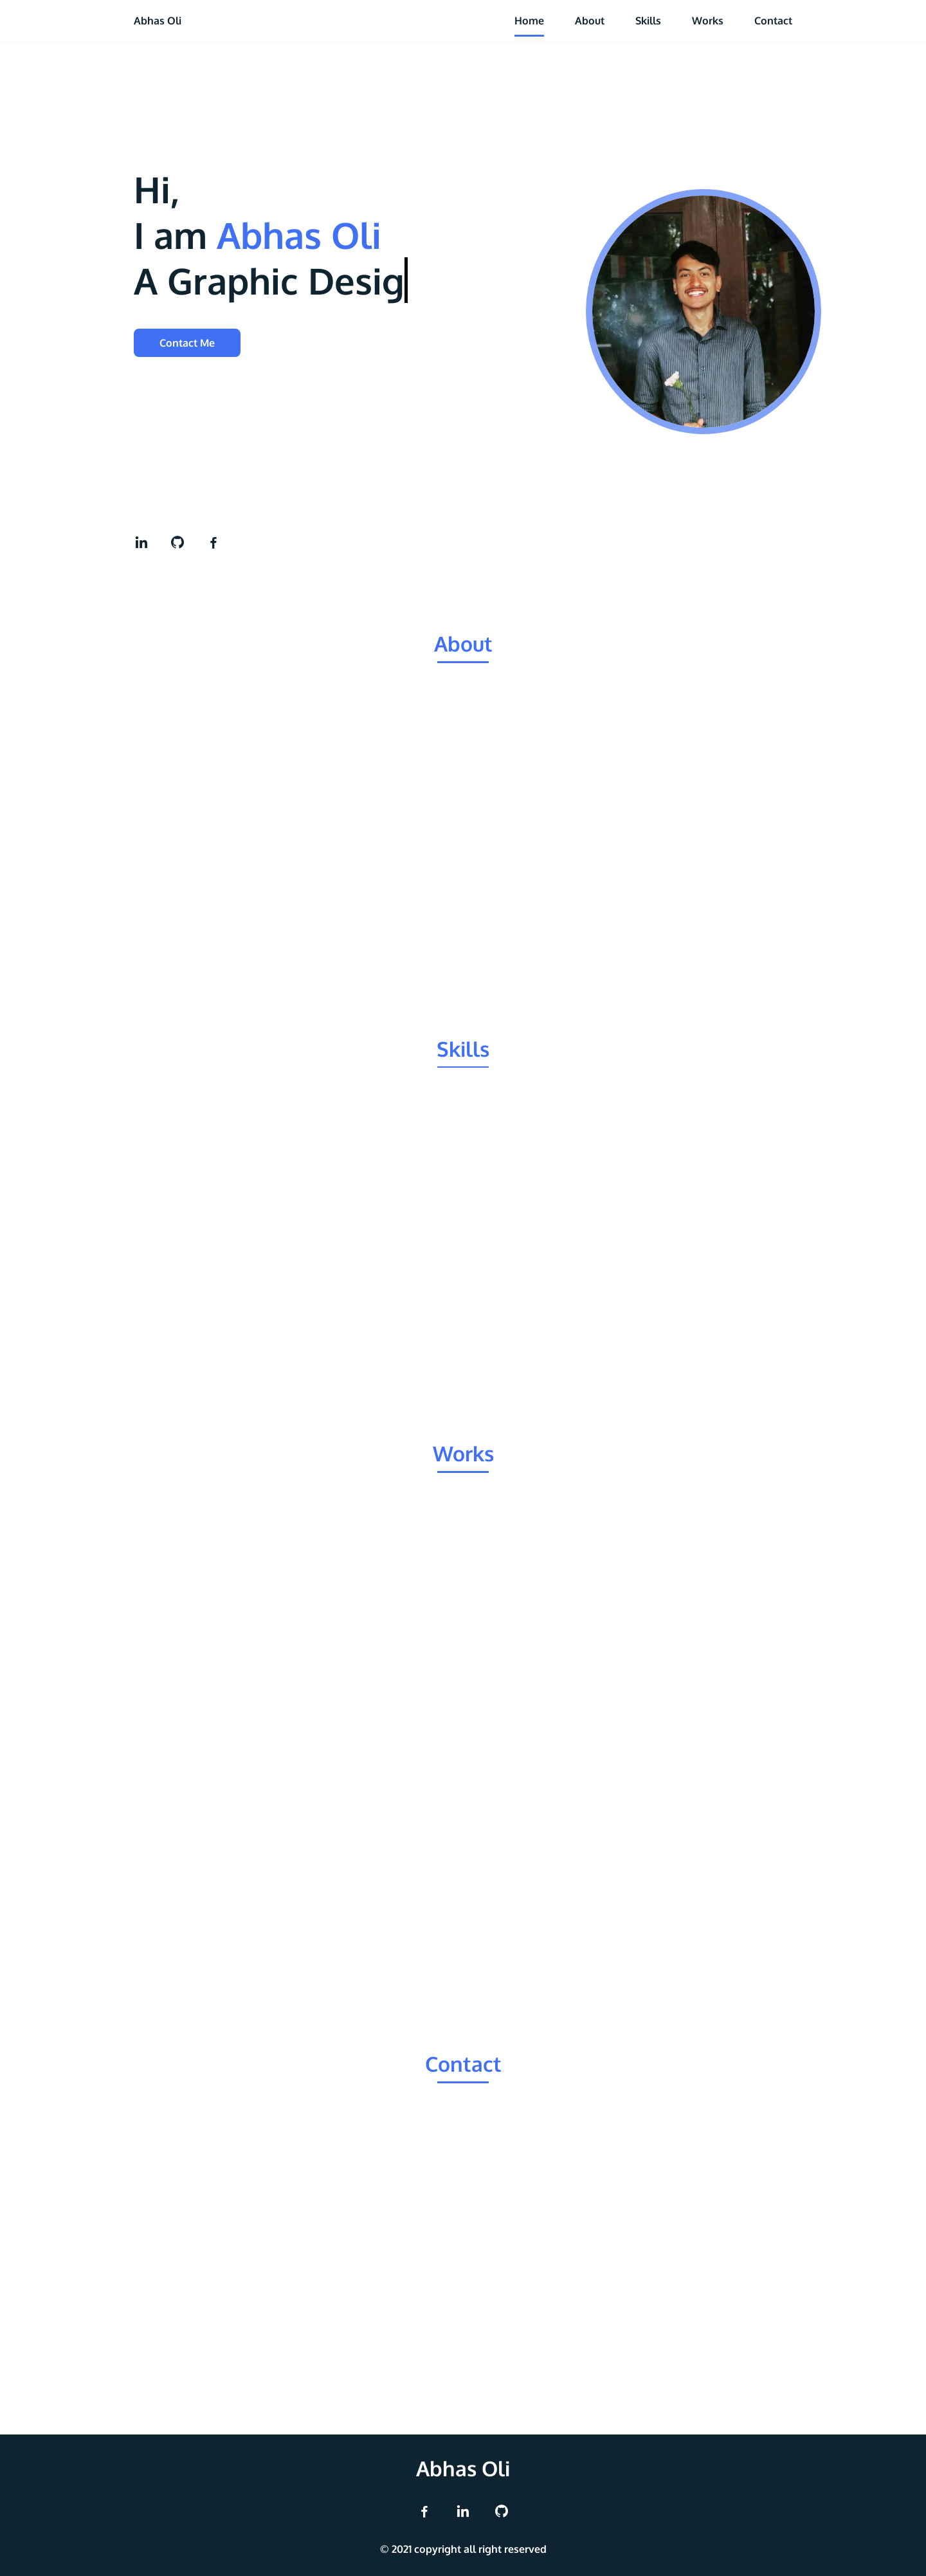 Abhas Oli
Home About Skills Works Contact
Hi,
I am Abhas Oli
A Graphic Desig
Contact Me
About
Skills
Works
Contact
Abhas Oli
© 2021 copyright all right reserved